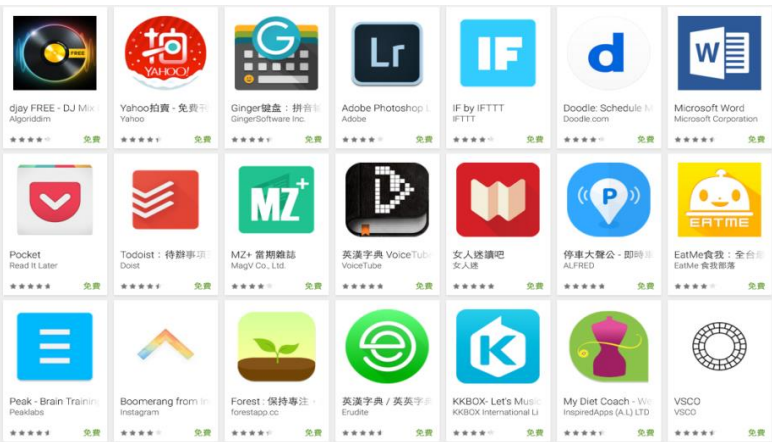 FREE
拍
YAHOO!
G
Lr
IF
d
W
djay FREE - DJ Mix
Algoriddim
免費
Yahoo拍賣 - 免費刊
Yahoo
免費
Ginger键盘：拼音
GingerSoftware Inc.
免費
Adobe Photoshop L
Adobe
免費
IF by IFTTT
IFTTT
免費
Doodle: Schedule M
Doodle.com
免費
Microsoft Word
Microsoft Corporation
免費
MZ+
P
EATME
Pocket
Read It Later
免費
Todoist：待辦事項
Doist
免費
MZ+ 當期雜誌
MagV Co., Ltd.
免費
英漢字典 VoiceTube
VoiceTube
免費
女人迷讀吧
女人迷
免費
停車大聲公 - 即時
ALFRED
免費
EatMe食我：全台
EatMe 食我部落
免費
K
Peak - Brain Training
Peaklabs
免費
Boomerang from In
Instagram
免費
Forest : 保持專注
forestapp.cc
免費
英漢字典 / 英英字典
Erudite
免費
KKBOX- Let's Music
KKBOX International Li
免費
My Diet Coach - We
InspiredApps (A.L) LTD
免費
VSCO
VSCO
免費